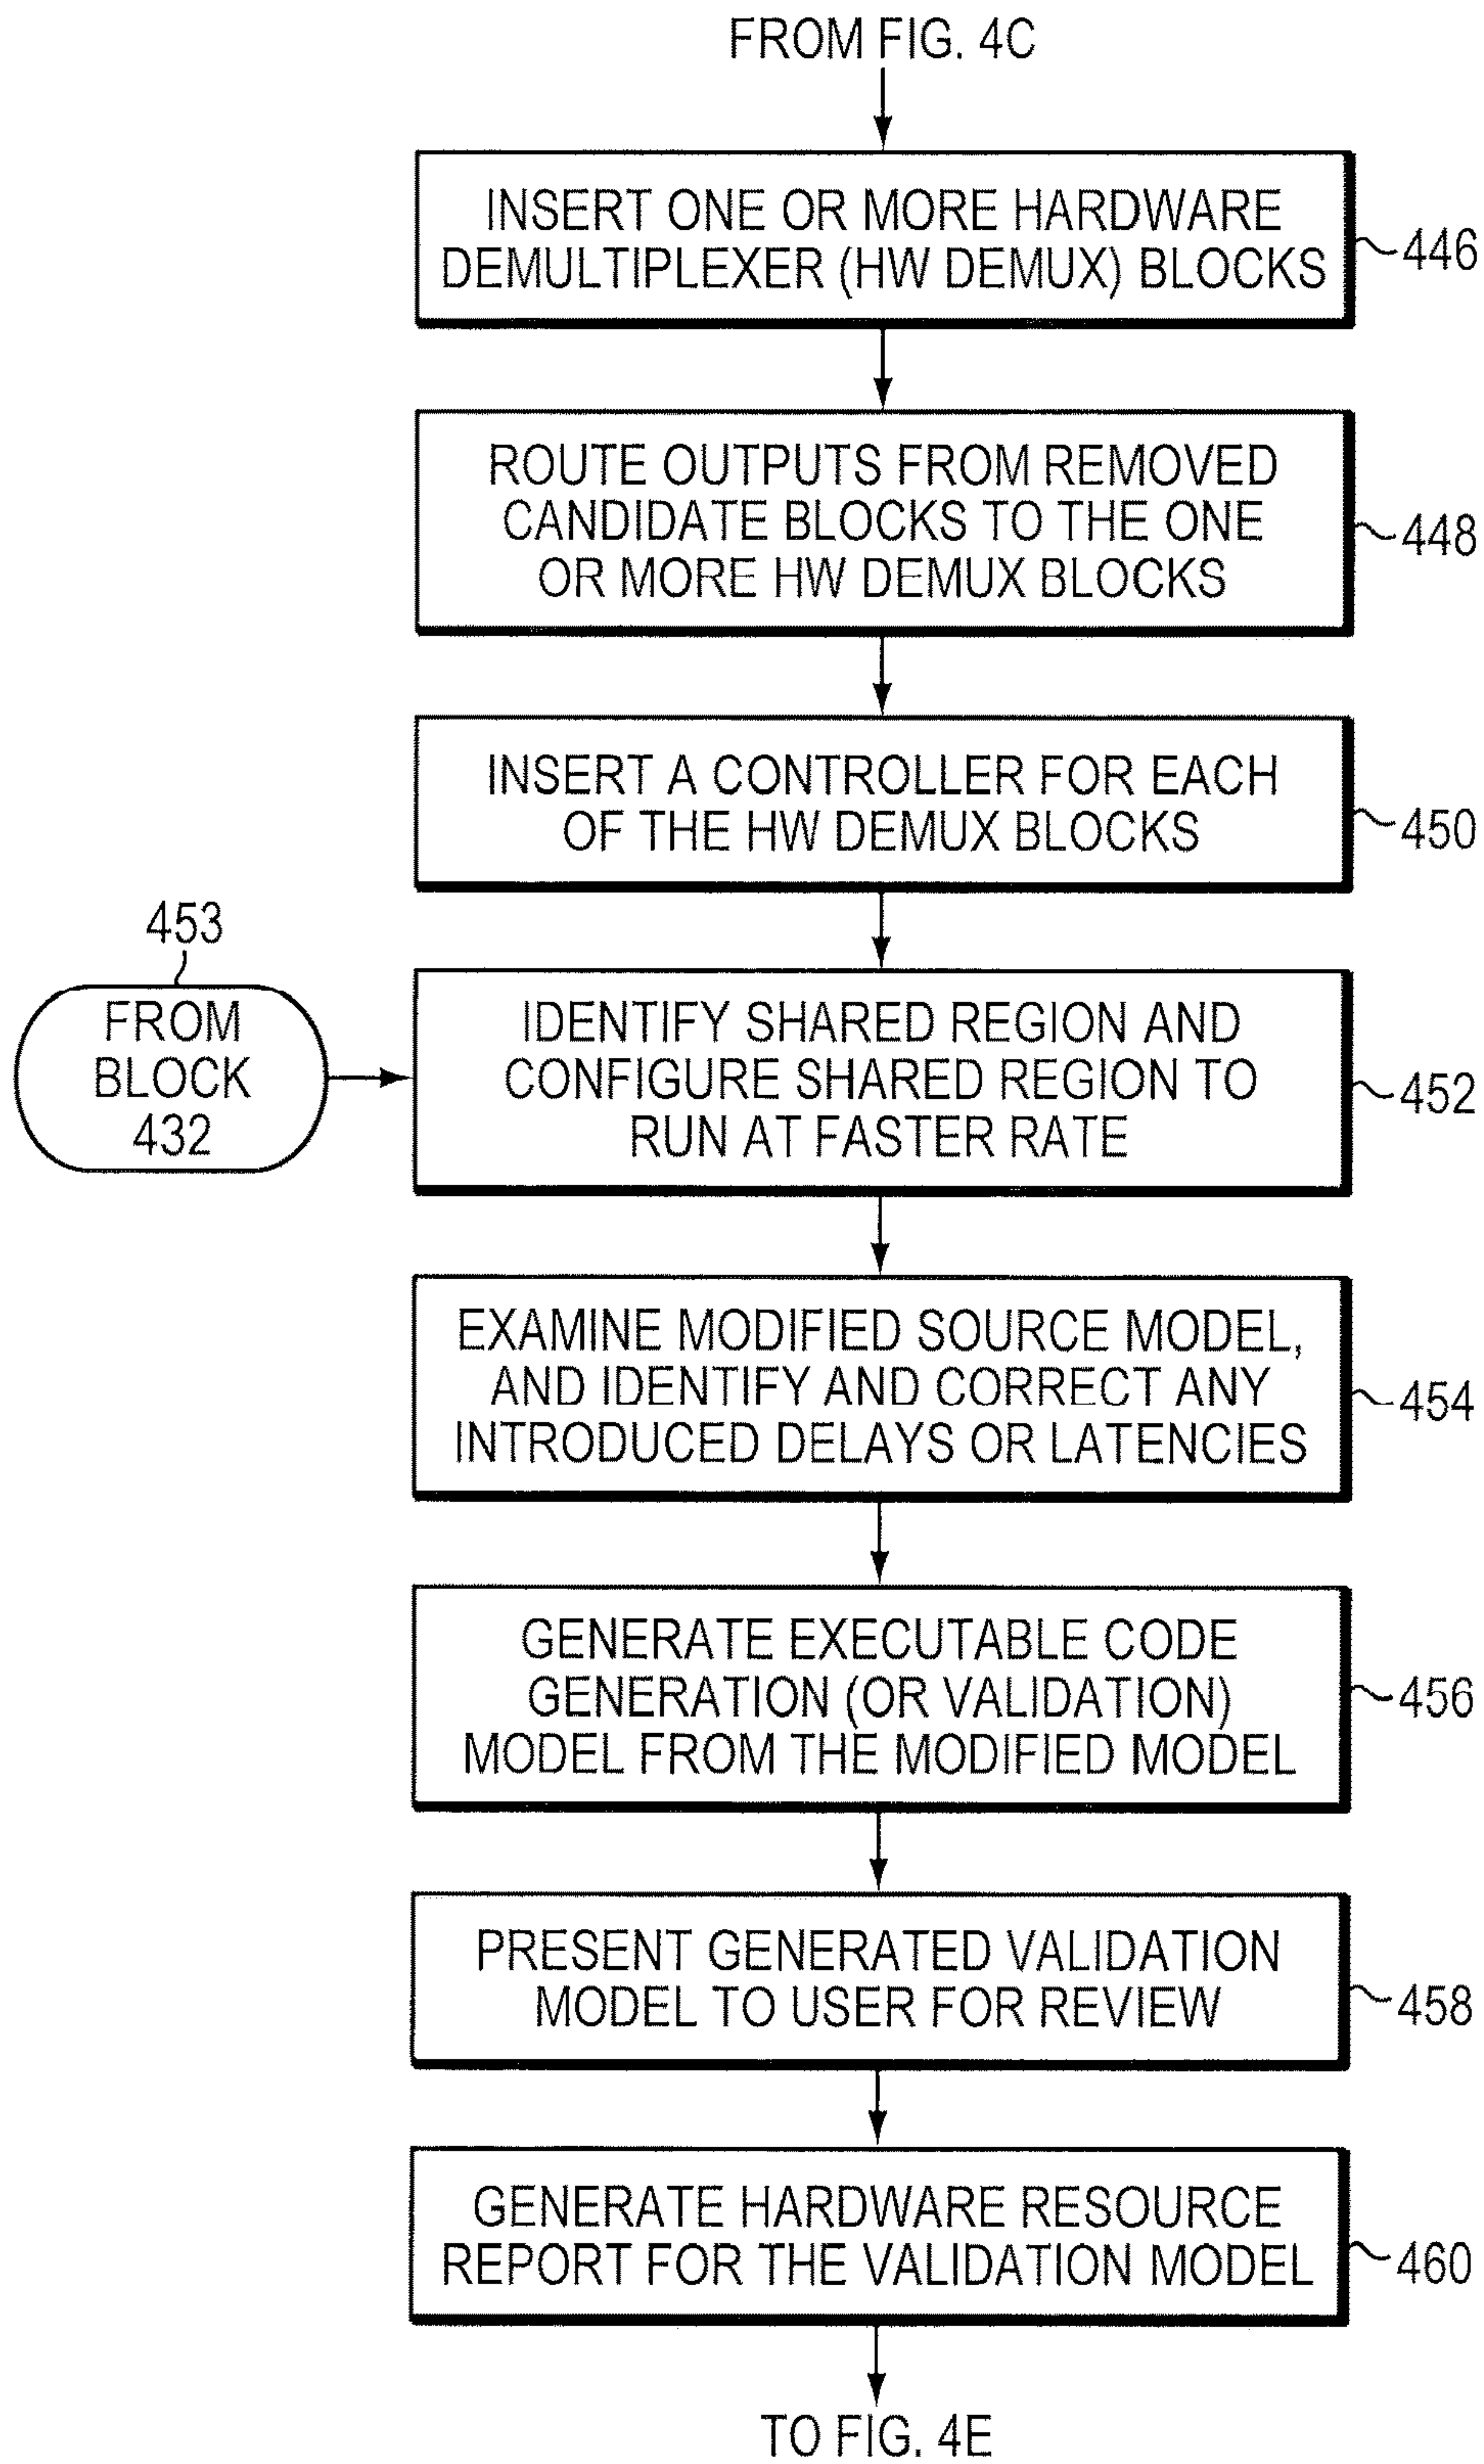 FROM FIG. 4C
INSERT ONE OR MORE HARDWARE
DEMULTIPLEXER (HW DEMUX) BLOCKS
446
ROUTE OUTPUTS FROM REMOVED
CANDIDATE BLOCKS TO THE ONE
OR MORE HW DEMUX BLOCKS
448
INSERT A CONTROLLER FOR EACH
OF THE HW DEMUX BLOCKS
450
453
FROM
BLOCK
432
IDENTIFY SHARED REGION AND
CONFIGURE SHARED REGION TO
RUN AT FASTER RATE
452
EXAMINE MODIFIED SOURCE MODEL,
AND IDENTIFY AND CORRECT ANY
INTRODUCED DELAYS OR LATENCIES
454
GENERATE EXECUTABLE CODE
GENERATION (OR VALIDATION)
MODEL FROM THE MODIFIED MODEL
456
PRESENT GENERATED VALIDATION
MODEL TO USER FOR REVIEW
458
GENERATE HARDWARE RESOURCE
REPORT FOR THE VALIDATION MODEL
460
TO FIG. 4E